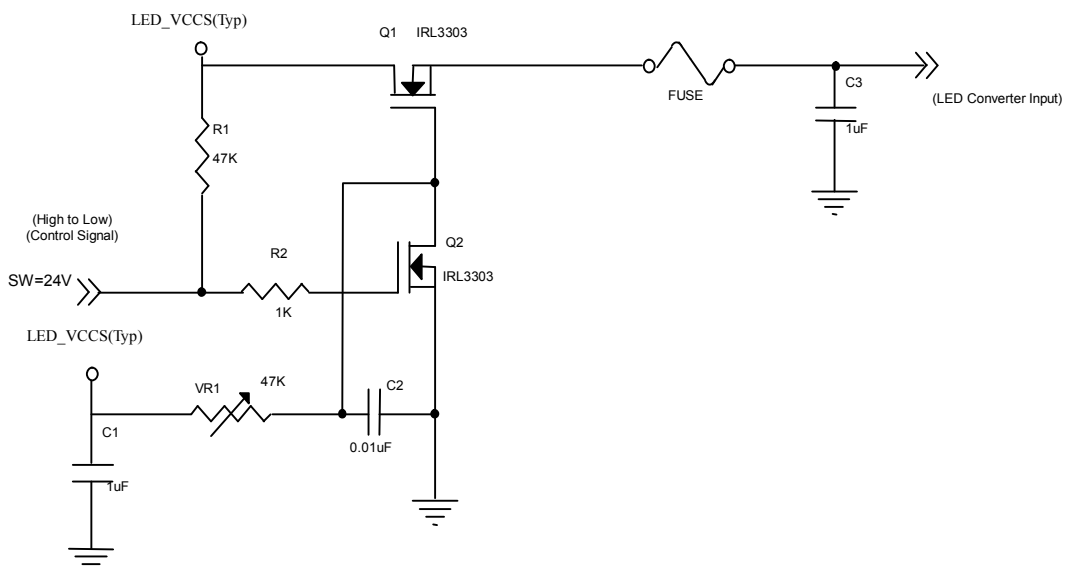 LED_VCCS(Typ)
Q1 IRL3303
FUSE
C3
1uF
(LED Converter Input)
R1
47K
(High to Low)
(Control Signal)
SW=24V
R2
1K
Q2
IRL3303
LED_VCCS(Typ)
VR1
47K
C2
0.01uF
C1
1uF